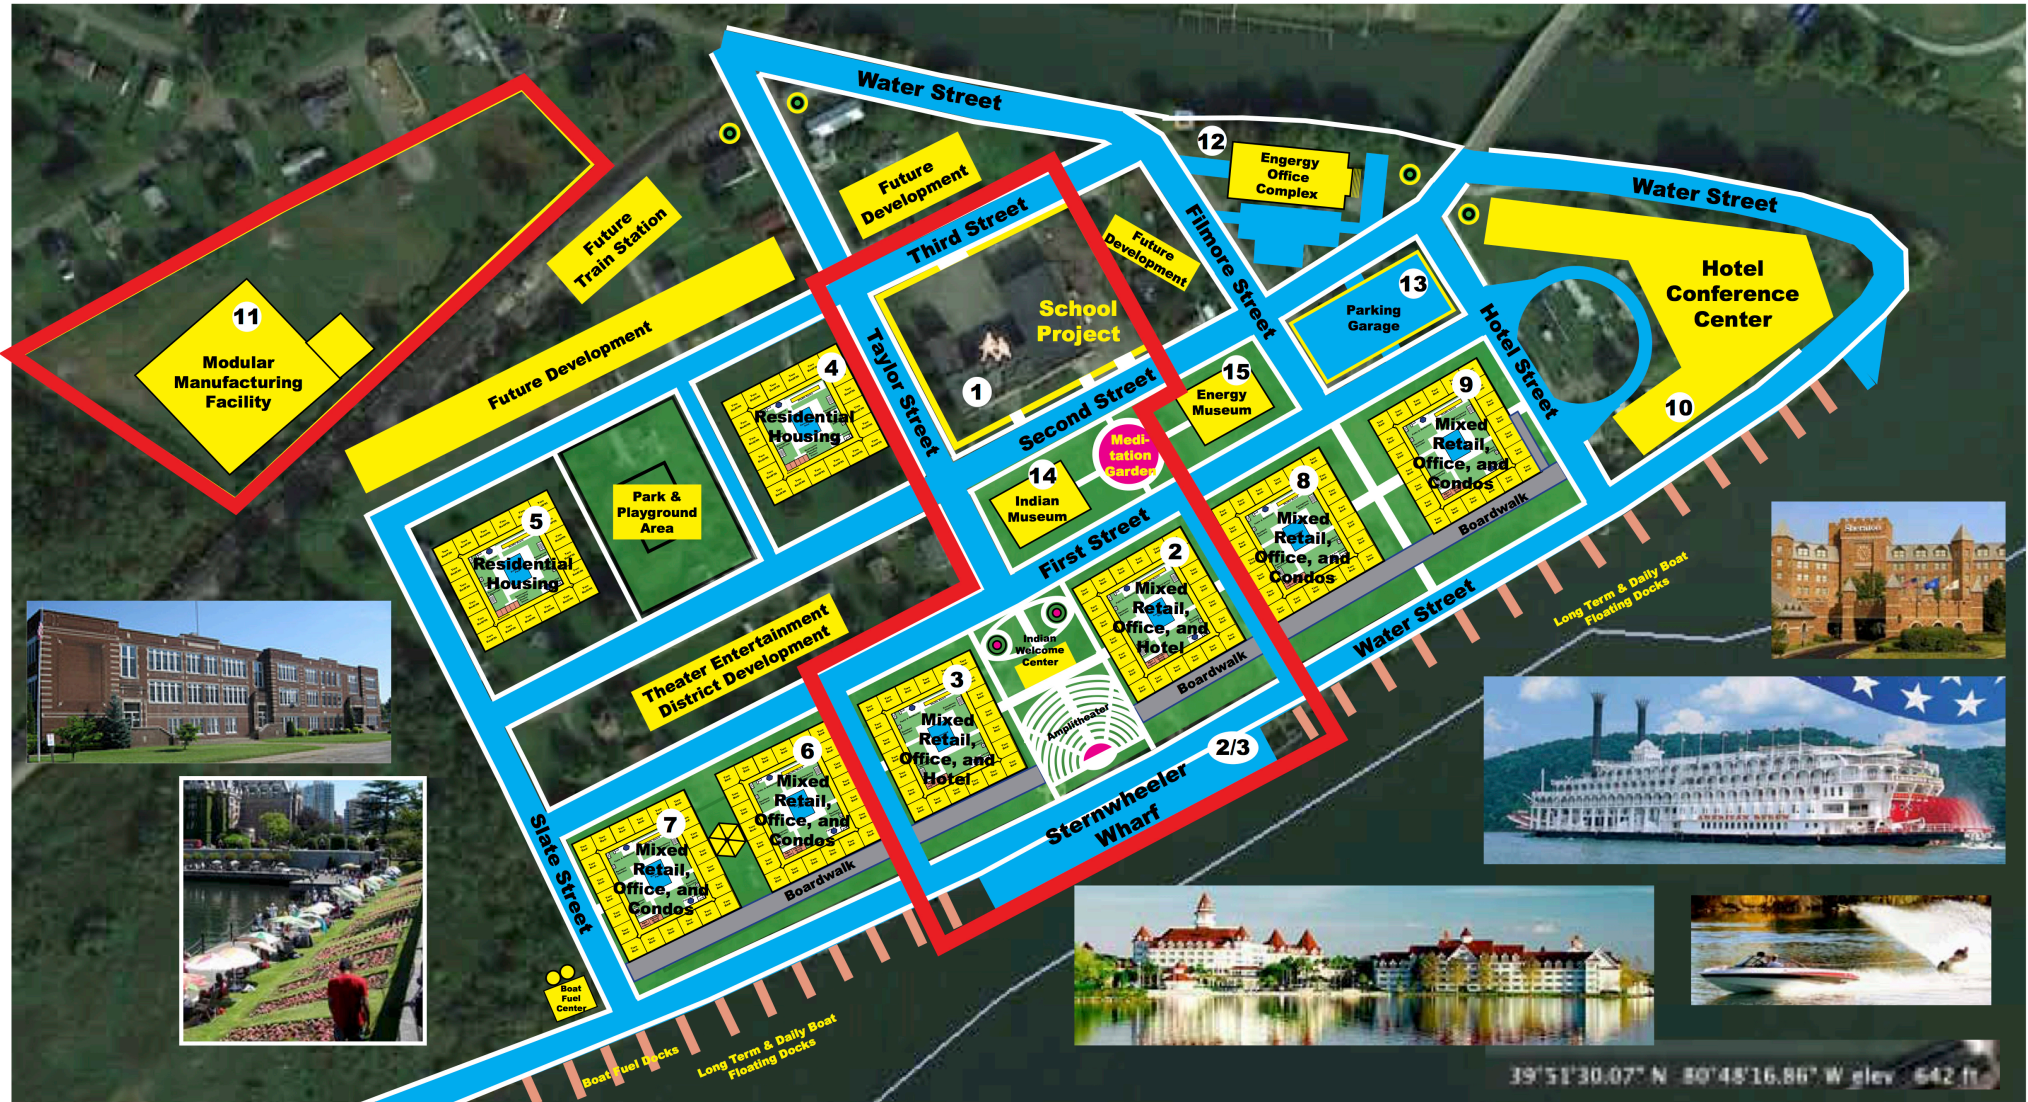 Water Street
12
Engergy
Office
Complex
Water Street
Future
Development
Future
Train Station
Third Street
Future
Development
Filmore Street
Hotel
Conference
Center
13
Parking
Garage
11
Modular
Manufacturing
Facility
Future Development
School
Project
1
Taylor Street
Second Street
15
Energy
Museum
Hotel Street
10
4
Residential
Housing
9
Mixed
Retail,
Office, and
Condos
Boardwalk
Medi-
tation
Garden
14
Indian
Museum
8
Mixed
Retail,
Office, and
Condos
Park &
Playground
Area
5
Residential
Housing
First Street
2
Mixed
Retail,
Office, and
Hotel
Boardwalk
Sheraton
Long Term & Daily Boat
Floating Docks
Water Street
Theater Entertainment
District Development
Indian
Welcome
Center
Amplitheater
3
Mixed
Retail,
Office, and
Hotel
2/3
Sternwheeler
Wharf
6
Mixed
Retail,
Office, and
Condos
7
Mixed
Retail,
Office, and
Condos
Boardwalk
Slate Street
Boat
Fuel
Center
Boat Fuel Docks
Long Term & Daily Boat
Floating Docks
39°51'30.07" N 80°48'16.86" W elev 642 ft